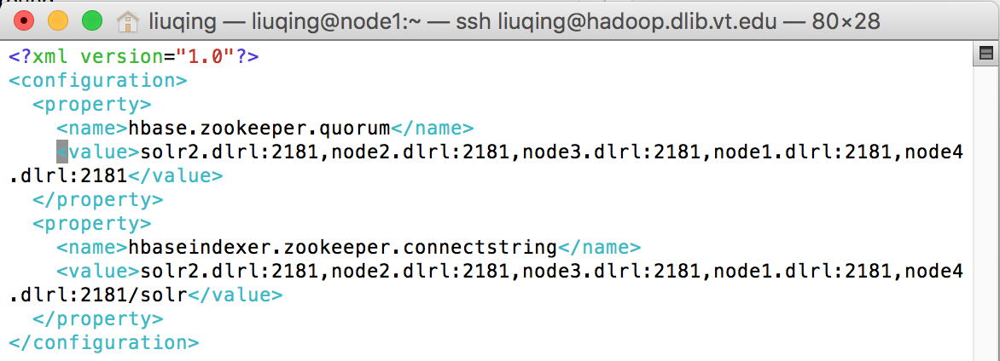 liuqing — liuqing@node1:~ — ssh liuqing@hadoop.dlib.vt.edu — 80×28
<?xml version="1.0"?>
<configuration>
  <property>
    <name>hbase.zookeeper.quorum</name>
    <value>solr2.dlrl:2181,node2.dlrl:2181,node3.dlrl:2181,node1.dlrl:2181,node4
.dlrl:2181</value>
  </property>
  <property>
    <name>hbaseindexer.zookeeper.connectstring</name>
    <value>solr2.dlrl:2181,node2.dlrl:2181,node3.dlrl:2181,node1.dlrl:2181,node4
.dlrl:2181/solr</value>
  </property>
</configuration>